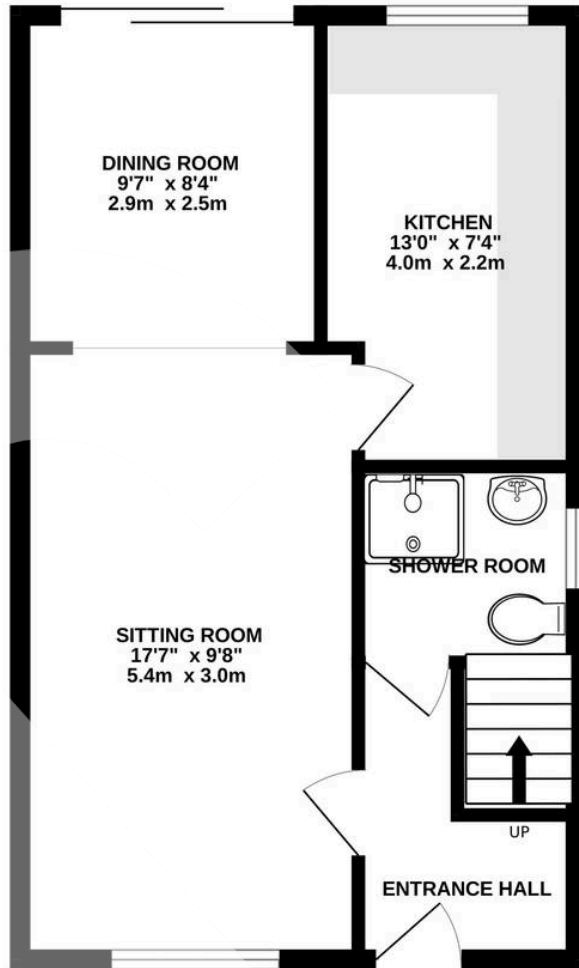 DINING ROOM
9'7" x 8'4"
2.9m x 2.5m
KITCHEN
13'0" x 7'4"
4.0m x 2.2m
SHOWER ROOM
SITTING ROOM
17'7" x 9'8"
5.4m x 3.0m
UP
ENTRANCE HALL